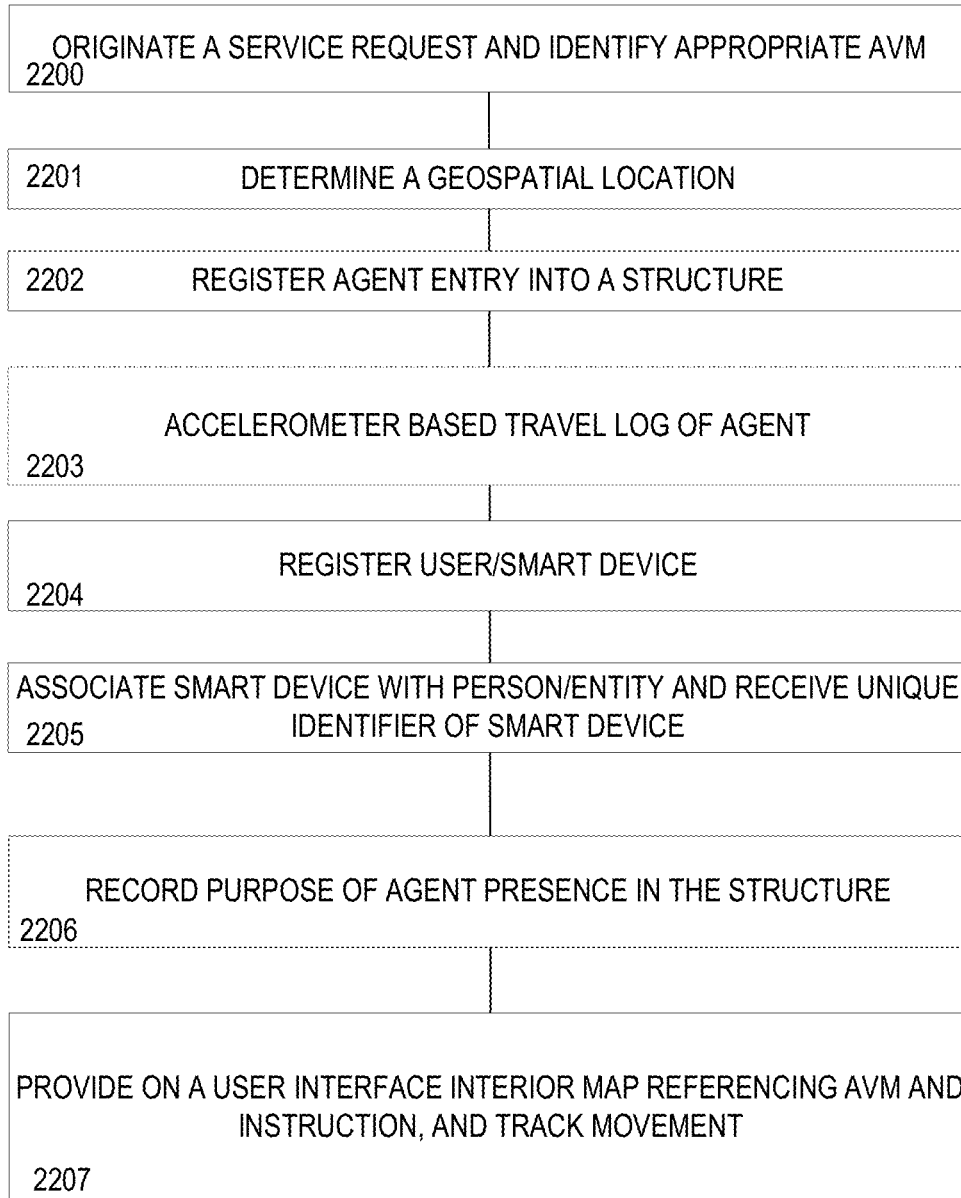 ORIGINATE A SERVICE REQUEST AND IDENTIFY APPROPRIATE AVM
2200
2201 DETERMINE A GEOSPATIAL LOCATION
2202 REGISTER AGENT ENTRY INTO A STRUCTURE
ACCELEROMETER BASED TRAVEL LOG OF AGENT
2203
REGISTER USER/SMART DEVICE
2204
ASSOCIATE SMART DEVICE WITH PERSON/ENTITY AND RECEIVE UNIQUE
2205 IDENTIFIER OF SMART DEVICE
RECORD PURPOSE OF AGENT PRESENCE IN THE STRUCTURE
2206
PROVIDE ON A USER INTERFACE INTERIOR MAP REFERENCING AVM AND
INSTRUCTION, AND TRACK MOVEMENT
2207